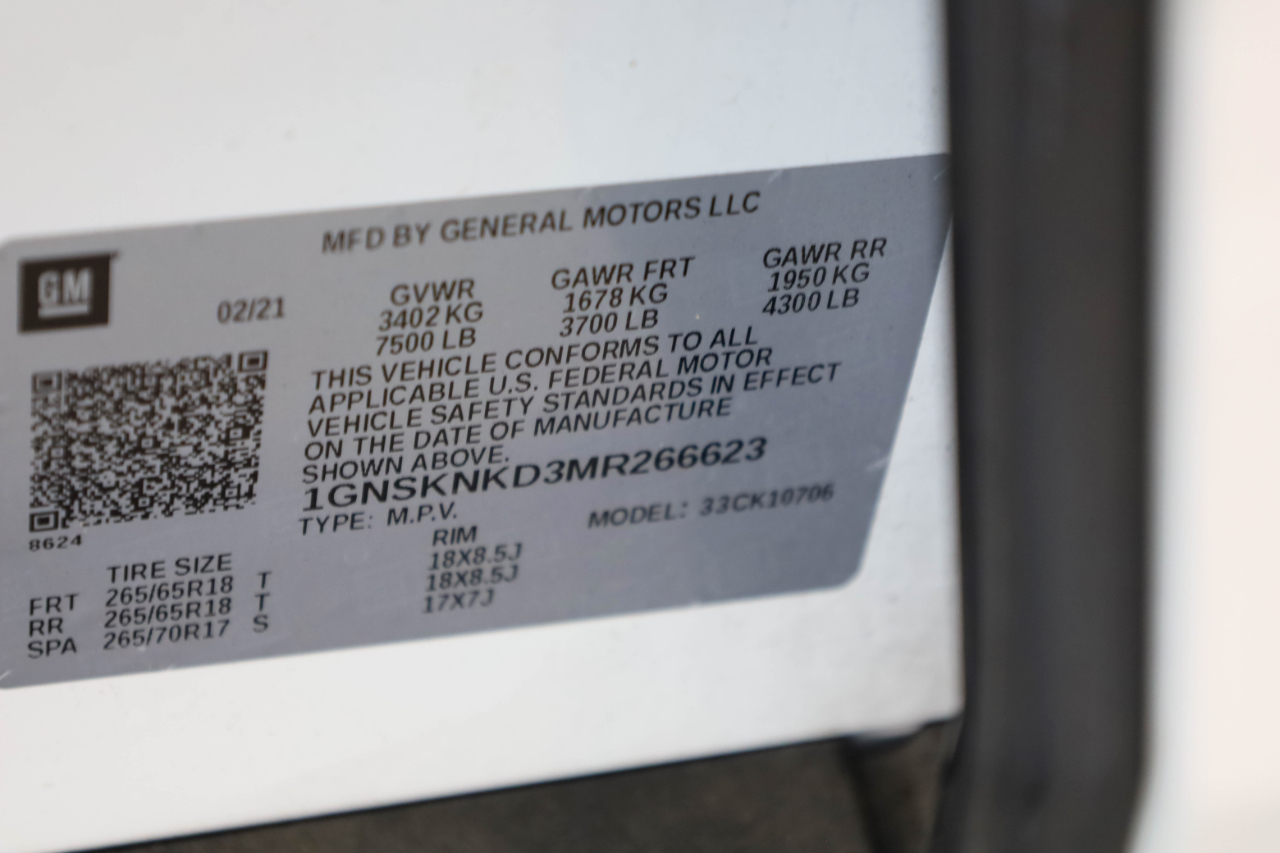 MFD BY GENERAL MOTORS LLC
GM
02/21
GVWR
3402 KG
7500 LB
GAWR FRT
1678 KG
3700 LB
GAWR RR
1950 KG
4300 LB
THIS VEHICLE CONFORMS TO ALL
APPLICABLE U.S. FEDERAL MOTOR
VEHICLE SAFETY STANDARDS IN EFFECT
ON THE DATE OF MANUFACTURE
SHOWN ABOVE.
1GNSKNKD3MR266623
TYPE: M.P.V. MODEL: 33CK10706
8624
TIRE SIZE RIM
FRT 265/65R18 T 18X8.5J
RR 265/65R18 T 18X8.5J
SPA 265/70R17 S 17X7J